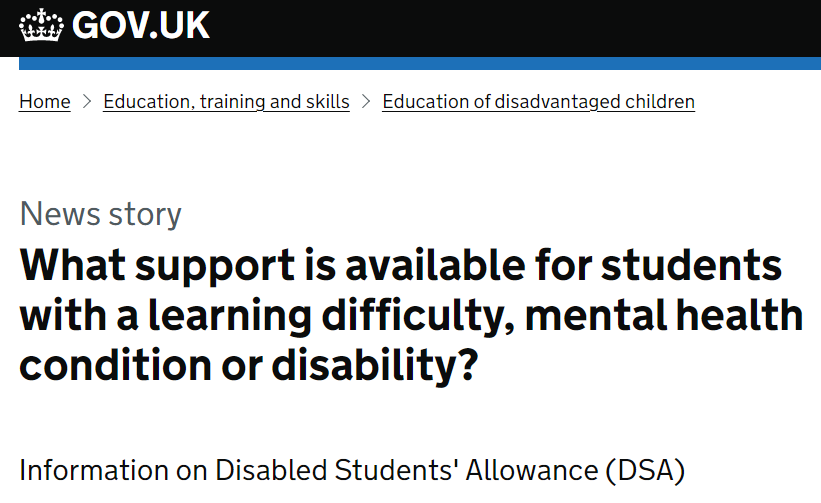 GOV.UK
Home > Education, training and skills > Education of disadvantaged children
News story
What support is available for students
with a learning difficulty, mental health
condition or disability?
Information on Disabled Students' Allowance (DSA)